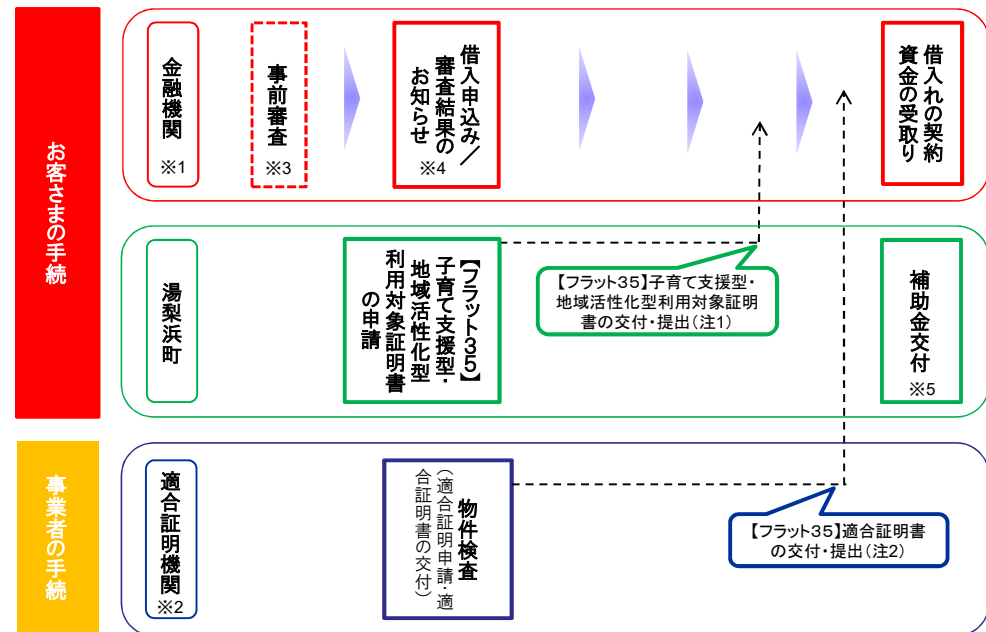 お客さまの手続
金融機関
※1
事前審査
※3
借入申込み／
審査結果の
お知らせ
※4
借入れの契約
資金の受取り
湯梨浜町
【フラット35】
子育て支援型・
地域活性化型
利用対象証明書
の申請
【フラット35】子育て支援型・
地域活性化型利用対象証明
書の交付・提出（注1）
補助金交付
※5
事業者の手続
適合証明機関
※2
物件検査
（適合証明申請・適
合証明書の交付）
【フラット35】適合証明書
の交付・提出（注2）